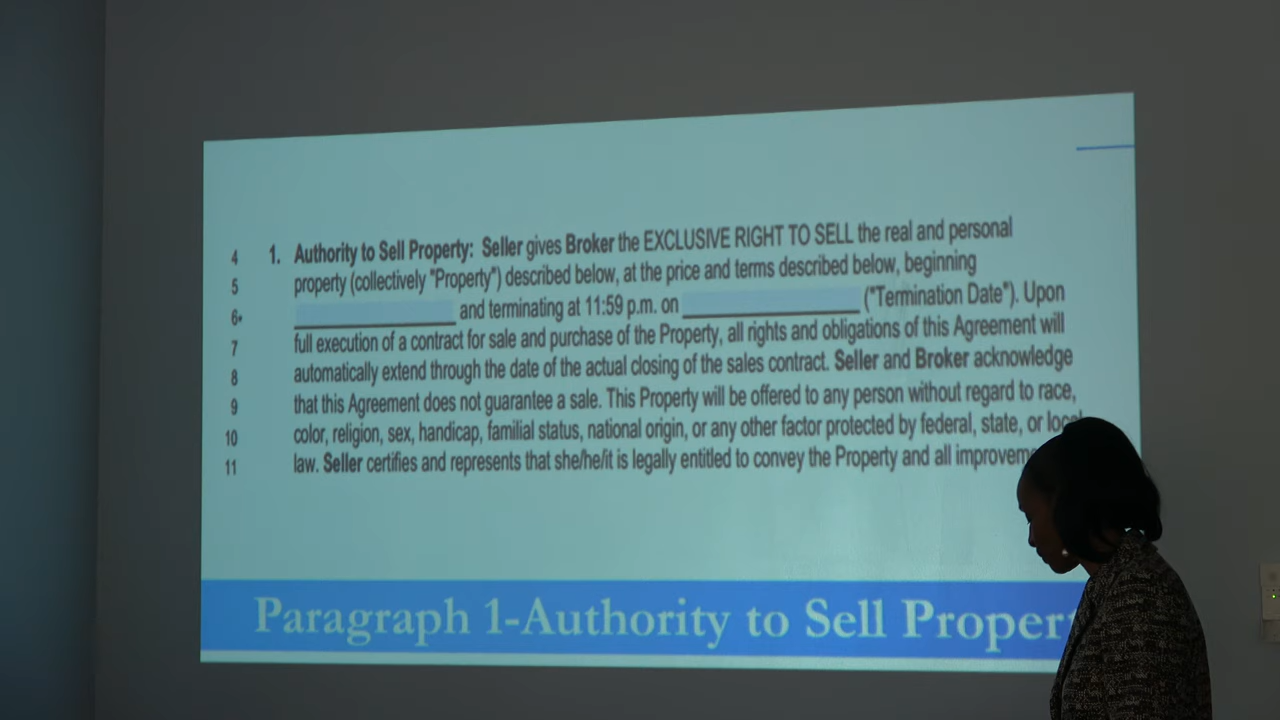 4 1. Authority to Sell Property: Seller gives Broker the EXCLUSIVE RIGHT TO SELL the real and personal
5 property (collectively "Property") described below, at the price and terms described below, beginning
6* and terminating at 11:59 p.m. on ("Termination Date"). Upon
7 full execution of a contract for sale and purchase of the Property, all rights and obligations of this Agreement will
8 automatically extend through the date of the actual closing of the sales contract. Seller and Broker acknowledge
9 that this Agreement does not guarantee a sale. This Property will be offered to any person without regard to race,
10 color, religion, sex, handicap, familial status, national origin, or any other factor protected by federal, state, or local
11 law. Seller certifies and represents that she/he/it is legally entitled to convey the Property and all
Paragraph 1-Authority to Sell